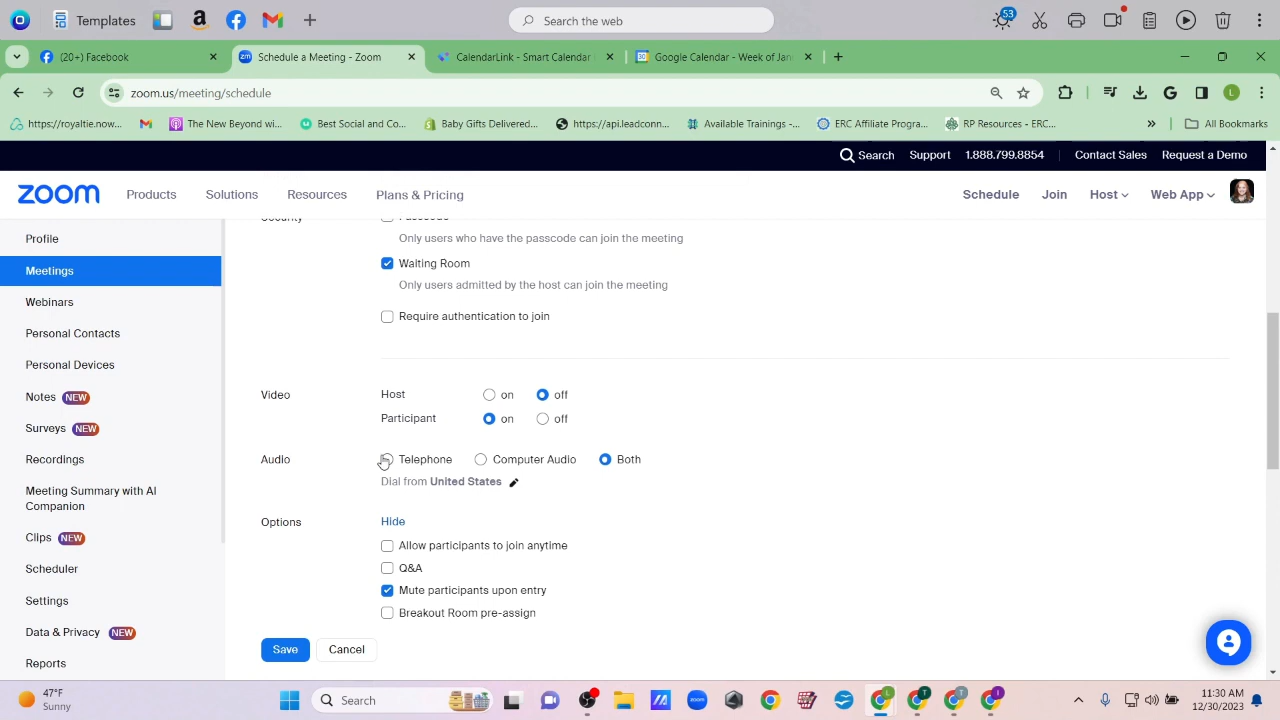 Templates
Search the web
53
(20+) Facebook
Schedule a Meeting - Zoom
CalendarLink - Smart Calendar
Google Calendar - Week of Jan
zoom.us/meeting/schedule
https://royaltie.now...
The New Beyond wi...
Best Social and Co...
Baby Gifts Delivered...
https://api.leadconn...
Available Trainings -...
ERC Affiliate Progra...
RP Resources - ERC...
All Bookmarks
Search
Support
1.888.799.8854
Contact Sales
Request a Demo
zoom
Products
Solutions
Resources
Plans & Pricing
Schedule
Join
Host
Web App
Profile
Meetings
Webinars
Personal Contacts
Personal Devices
Notes NEW
Surveys NEW
Recordings
Meeting Summary with AI
Companion
Clips NEW
Scheduler
Settings
Data & Privacy NEW
Reports
Security
Passcode
Only users who have the passcode can join the meeting
Waiting Room
Only users admitted by the host can join the meeting
Require authentication to join
Video
Host
on
off
Participant
on
off
Audio
Telephone
Computer Audio
Both
Dial from United States
Options
Hide
Allow participants to join anytime
Q&A
Mute participants upon entry
Breakout Room pre-assign
Save
Cancel
47°F
Sunny
Search
11:30 AM
12/30/2023